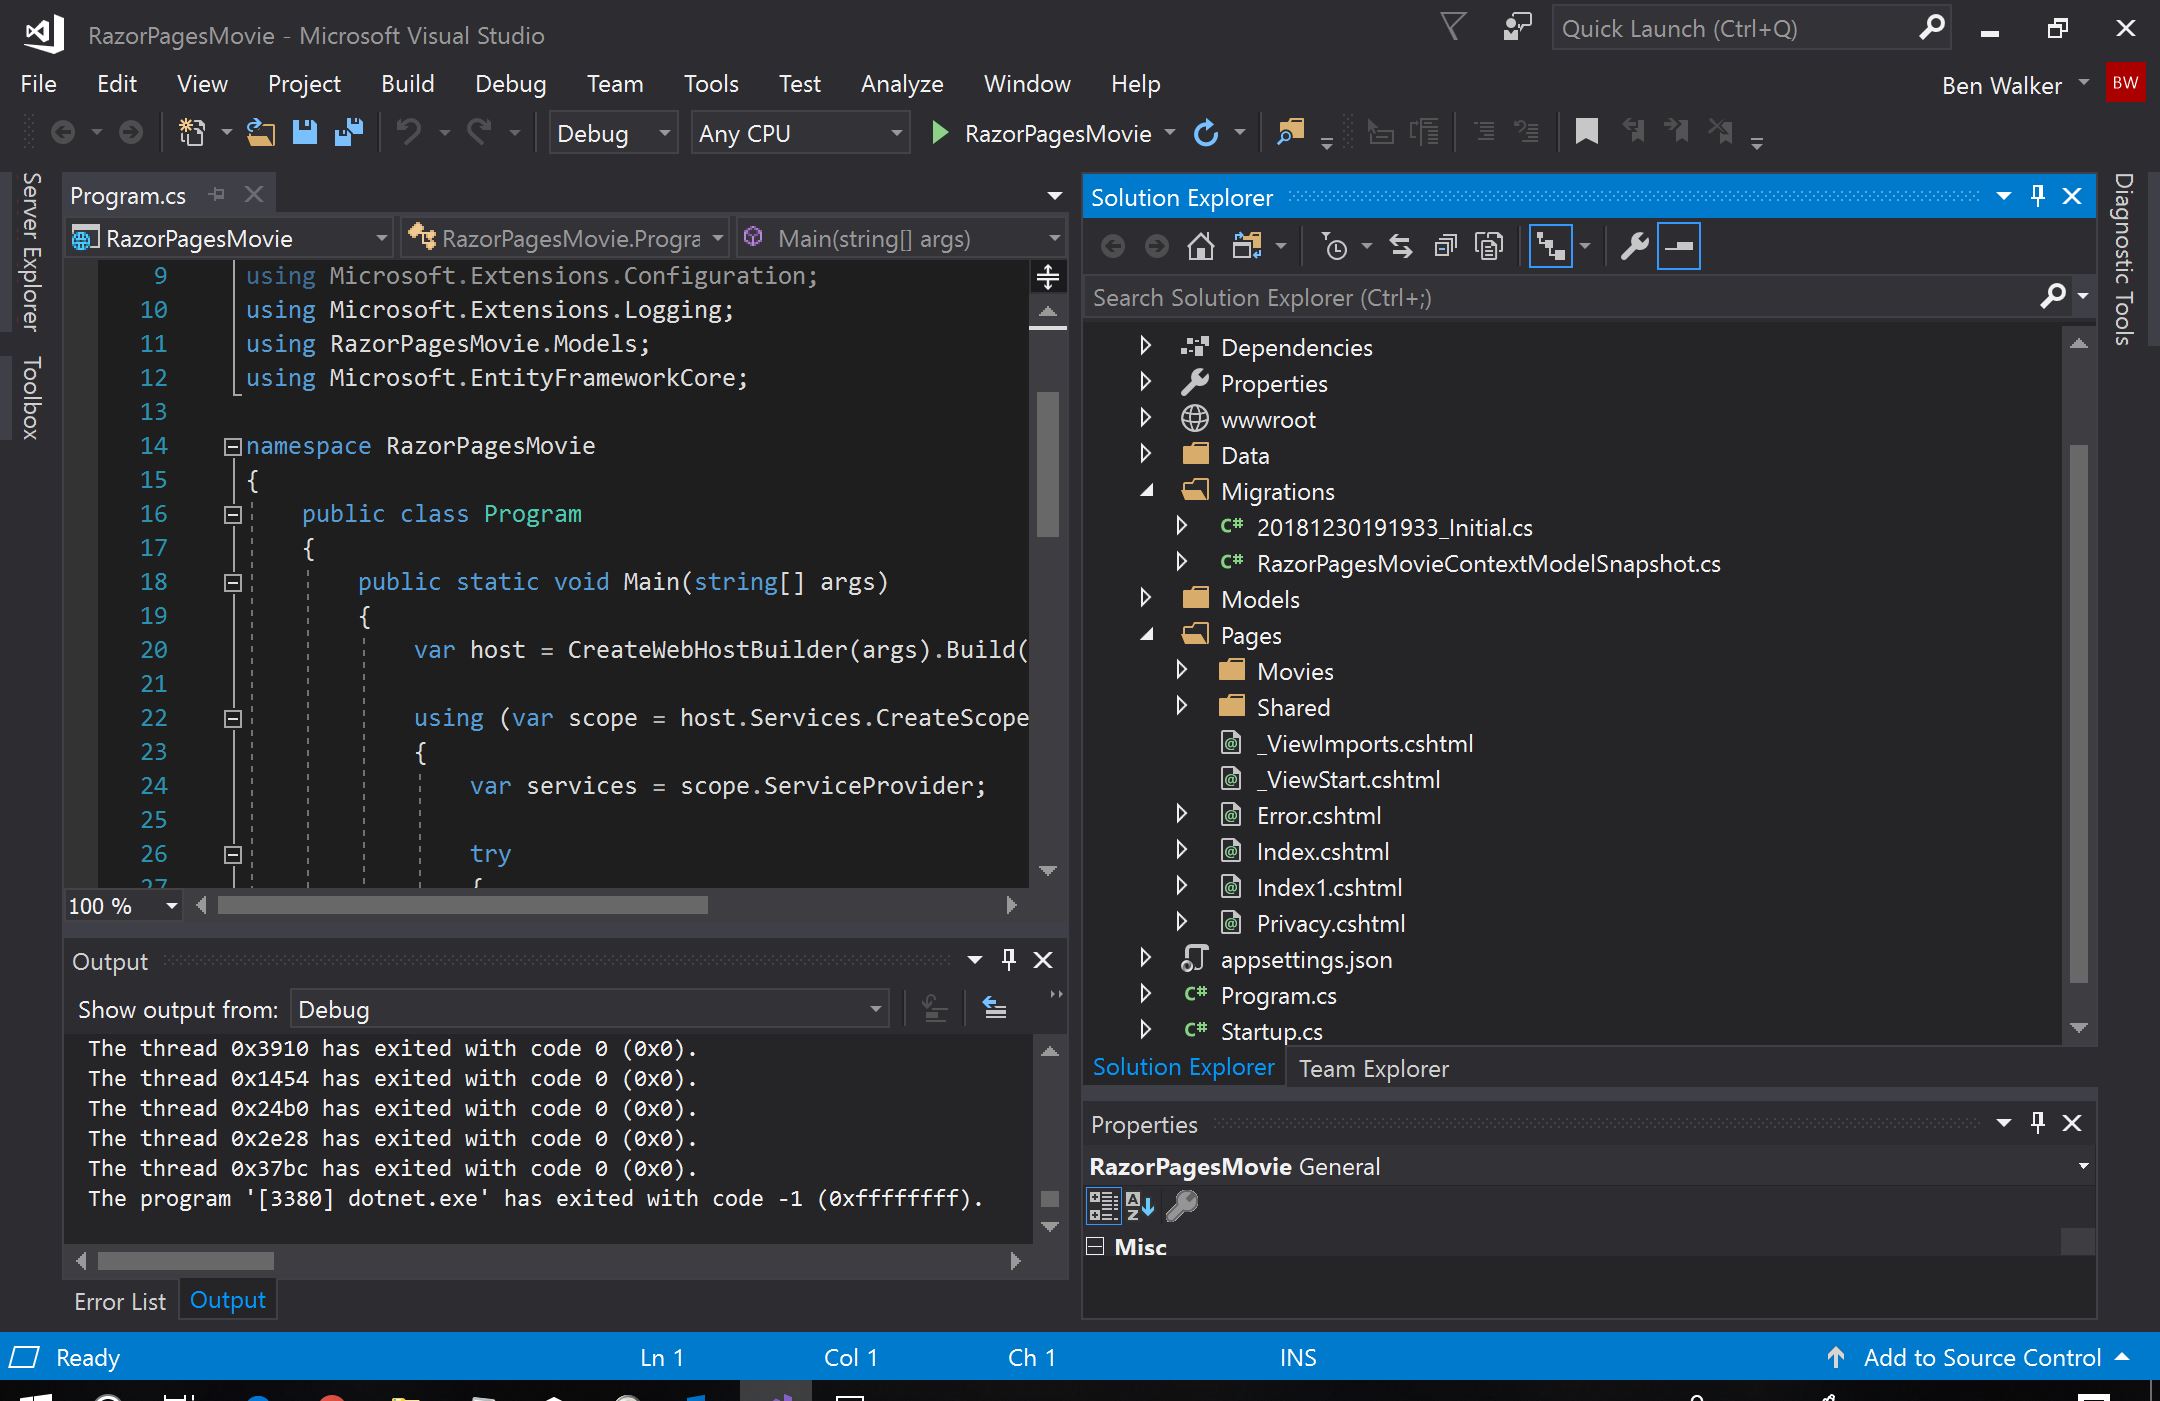 RazorPagesMovie - Microsoft Visual Studio
Quick Launch (Ctrl+Q)
File Edit View Project Build Debug Team Tools Test Analyze Window Help
Ben Walker
BW
Debug
Any CPU
RazorPagesMovie
Server Explorer
Toolbox
Program.cs
RazorPagesMovie
RazorPagesMovie.Progra
Main(string[] args)
9 using Microsoft.Extensions.Configuration;
10 using Microsoft.Extensions.Logging;
11 using RazorPagesMovie.Models;
12 using Microsoft.EntityFrameworkCore;
13
14 namespace RazorPagesMovie
15 {
16 public class Program
17 {
18 public static void Main(string[] args)
19 {
20 var host = CreateWebHostBuilder(args).Build(
21
22 using (var scope = host.Services.CreateScope
23 {
24 var services = scope.ServiceProvider;
25
26 try
27 {
100 %
Output
Show output from: Debug
The thread 0x3910 has exited with code 0 (0x0).
The thread 0x1454 has exited with code 0 (0x0).
The thread 0x24b0 has exited with code 0 (0x0).
The thread 0x2e28 has exited with code 0 (0x0).
The thread 0x37bc has exited with code 0 (0x0).
The program '[3380] dotnet.exe' has exited with code -1 (0xffffffff).
Error List
Output
Solution Explorer
Search Solution Explorer (Ctrl+;)
Dependencies
Properties
wwwroot
Data
Migrations
C# 20181230191933_Initial.cs
C# RazorPagesMovieContextModelSnapshot.cs
Models
Pages
Movies
Shared
_ViewImports.cshtml
_ViewStart.cshtml
Error.cshtml
Index.cshtml
Index1.cshtml
Privacy.cshtml
appsettings.json
C# Program.cs
C# Startup.cs
Solution Explorer
Team Explorer
Properties
RazorPagesMovie General
Misc
Diagnostic Tools
Ready
Ln 1
Col 1
Ch 1
INS
Add to Source Control